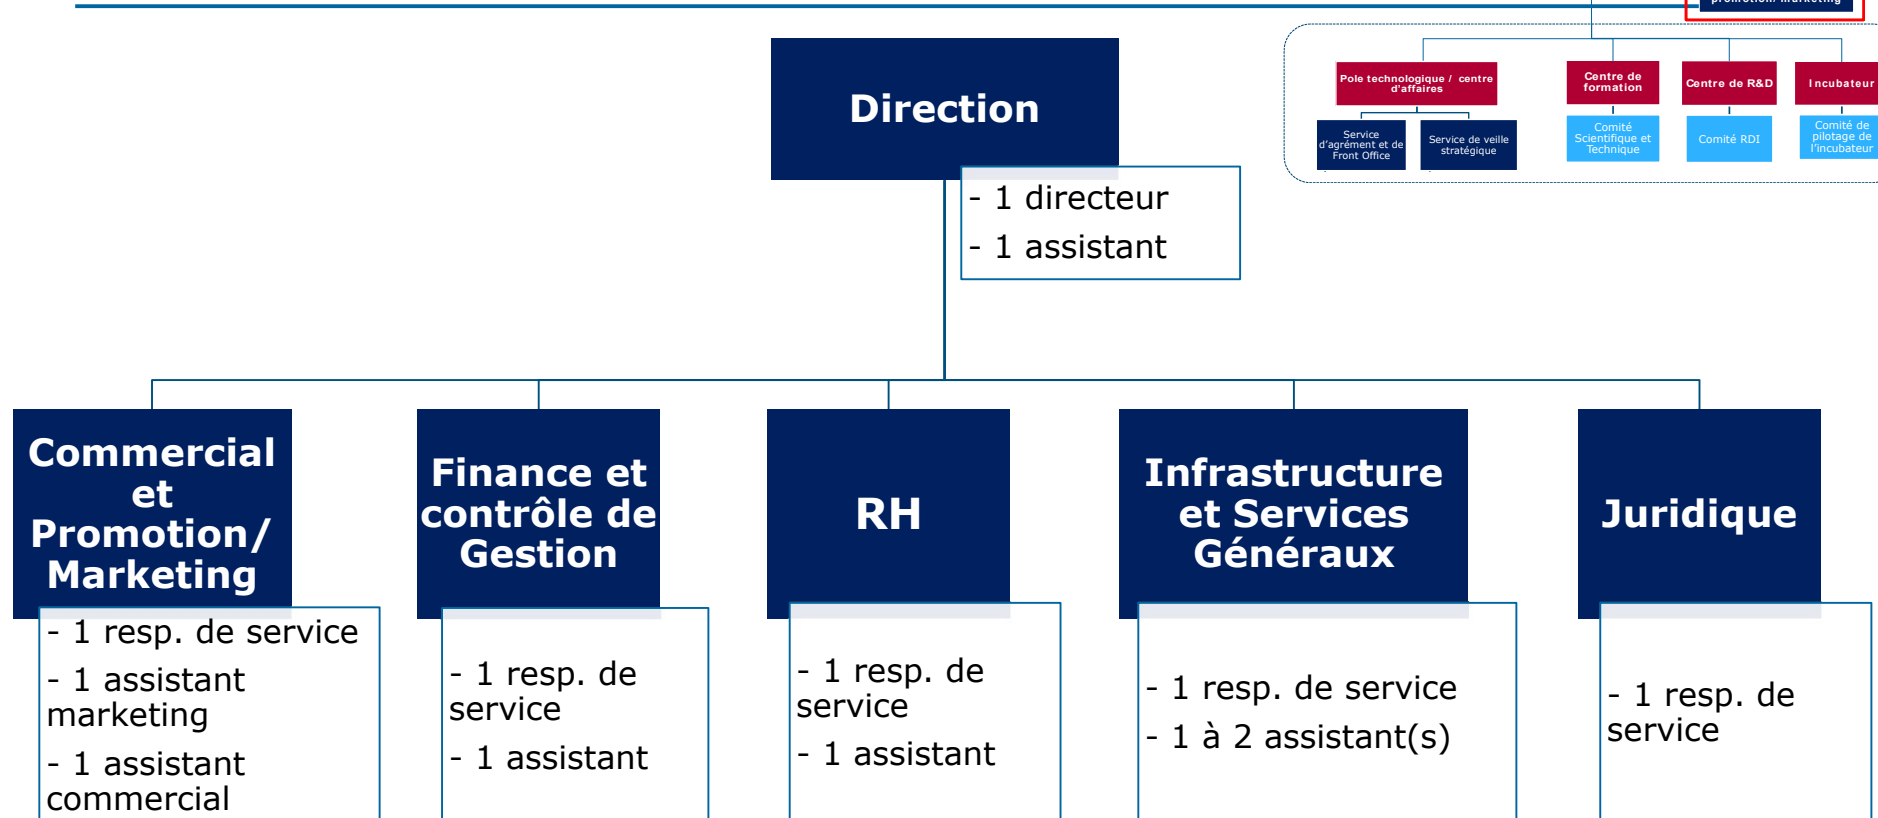 promotion/ marketing
Direction
- 1 directeur
- 1 assistant
Pole technologique / centre
d'affaires
Service
d'agrément et de
Front Office
Service de veille
stratégique
Centre de
formation
Comité
Scientifique et
Technique
Centre de R&D
Comité RDI
Incubateur
Comité de
pilotage de
l'incubateur
Commercial
et
Promotion/
Marketing
- 1 resp. de service
- 1 assistant
marketing
- 1 assistant
commercial
Finance et
contrôle de
Gestion
- 1 resp. de
service
- 1 assistant
RH
- 1 resp. de
service
- 1 assistant
Infrastructure
et Services
Généraux
- 1 resp. de service
- 1 à 2 assistant(s)
Juridique
- 1 resp. de
service